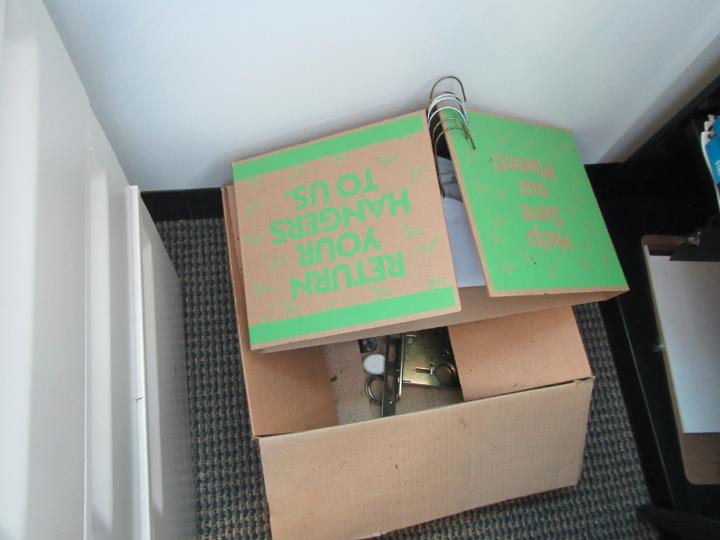 RETURN
YOUR
HANGERS
TO US.
Help
Save
our
Planet!